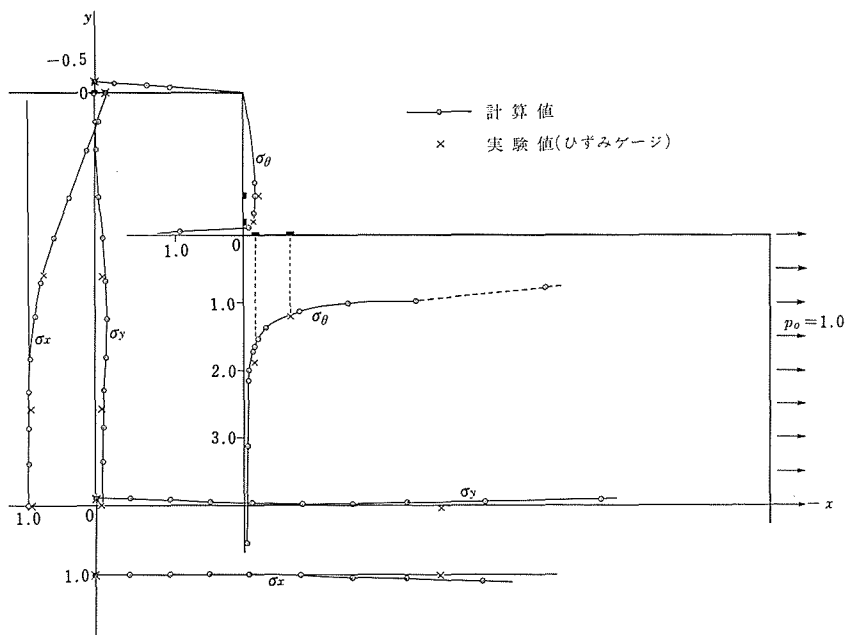 y
−0.5
0
計算値
× 実験値(ひずみゲージ)
σθ
1.0
0
1.0
σθ
p₀=1.0
σx
σy
2.0
3.0
σy
x
1.0
0
1.0
σx